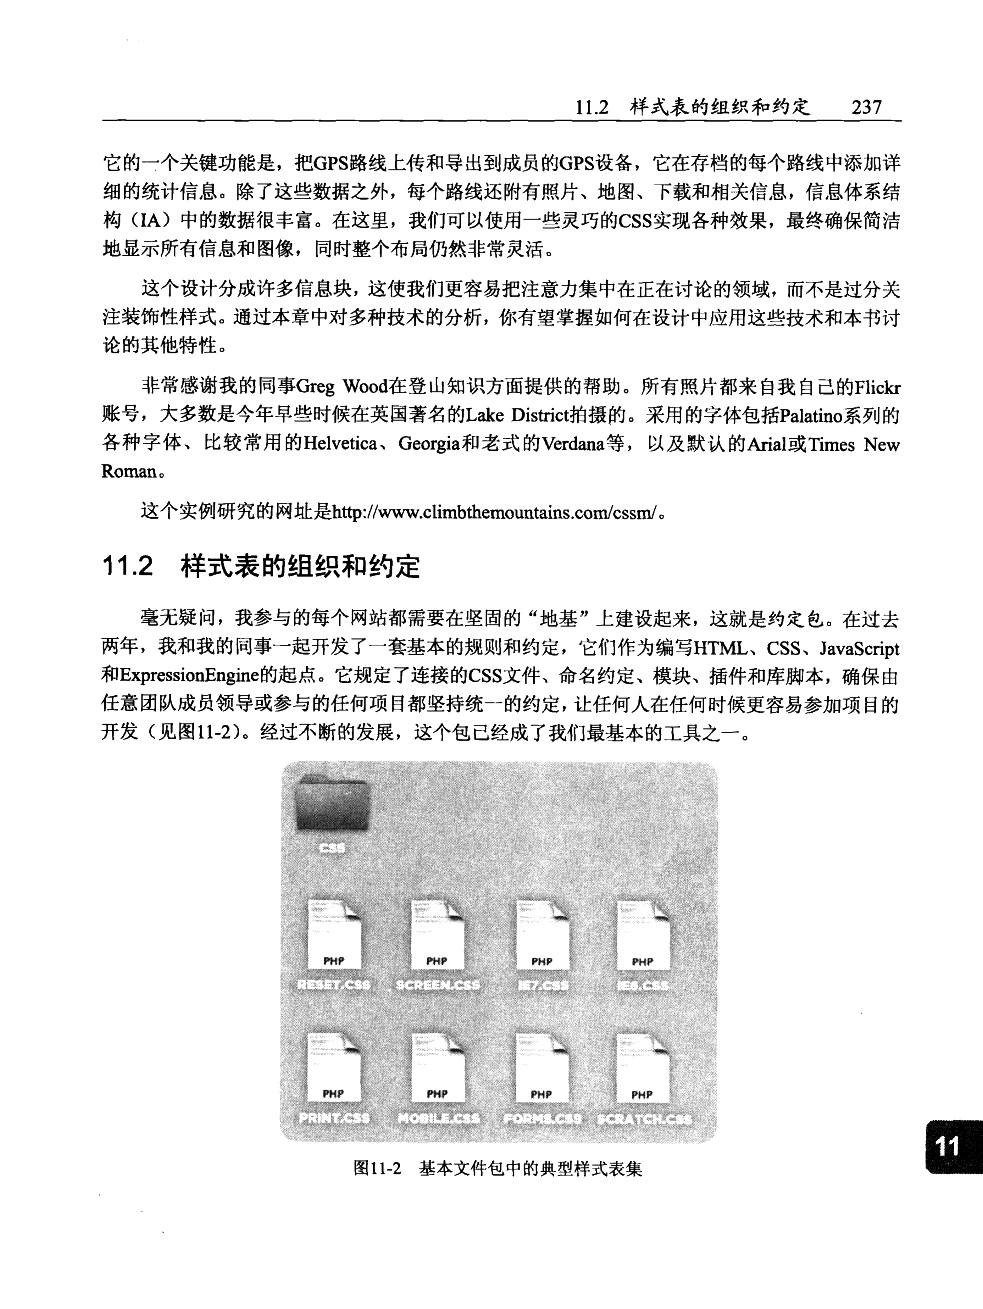 11.2 样式表的组织和约定 237
它的一个关键功能是，把GPS路线上传和导出到成员的GPS设备，它在存档的每个路线中添加详
细的统计信息。除了这些数据之外，每个路线还附有照片、地图、下载和相关信息，信息体系结
构（IA）中的数据很丰富。在这里，我们可以使用一些灵巧的CSS实现各种效果，最终确保简洁
地显示所有信息和图像，同时整个布局仍然非常灵活。
这个设计分成许多信息块，这使我们更容易把注意力集中在正在讨论的领域，而不是过分关
注装饰性样式。通过本章中对多种技术的分析，你有望掌握如何在设计中应用这些技术和本书讨
论的其他特性。
非常感谢我的同事Greg Wood在登山知识方面提供的帮助。所有照片都来自我自己的Flickr
账号，大多数是今年早些时候在英国著名的Lake District拍摄的。采用的字体包括Palatino系列的
各种字体、比较常用的Helvetica、Georgia和老式的Verdana等，以及默认的Arial或Times New
Roman。
这个实例研究的网址是http://www.climbthemountains.com/cssm/。
11.2 样式表的组织和约定
毫无疑问，我参与的每个网站都需要在坚固的“地基”上建设起来，这就是约定包。在过去
两年，我和我的同事一起开发了一套基本的规则和约定，它们作为编写HTML、CSS、JavaScript
和ExpressionEngine的起点。它规定了连接的CSS文件、命名约定、模块、插件和库脚本，确保由
任意团队成员领导或参与的任何项目都坚持统一的约定，让任何人在任何时候更容易参加项目的
开发（见图11-2）。经过不断的发展，这个包已经成了我们最基本的工具之一。
CSS
PHP PHP PHP PHP
RESET.CSS SCREEN.CSS IE7.CSS IE6.CSS
PHP PHP PHP PHP
PRINT.CSS MOBILE.CSS FORMS.CSS SCRATCH.CSS
11
图11-2 基本文件包中的典型样式表集